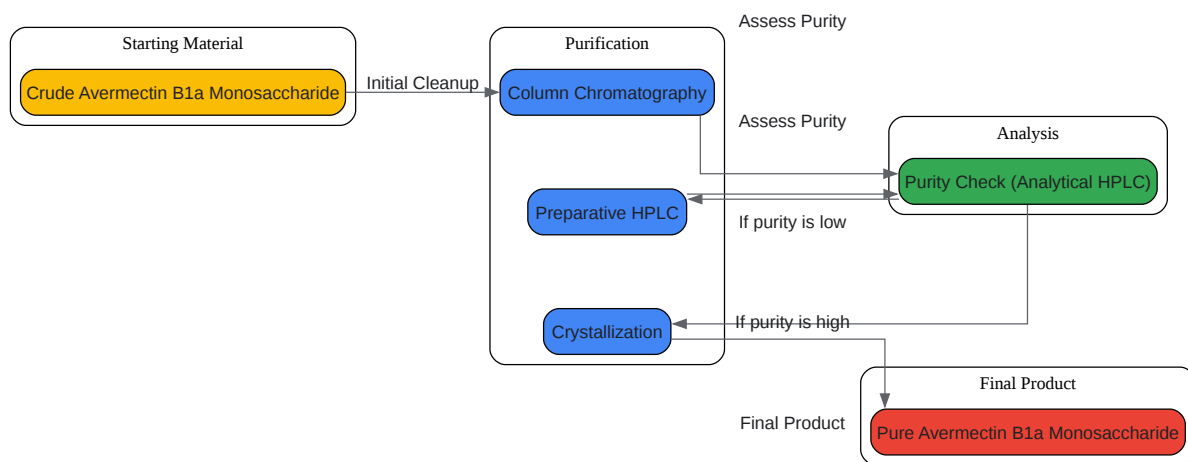 Assess Purity
Starting Material
Purification
Crude Avermectin B1a Monosaccharide
Initial Cleanup
Column Chromatography
Assess Purity
Analysis
Purity Check (Analytical HPLC)
Preparative HPLC
If purity is low
Crystallization
If purity is high
Final Product
Final Product
Pure Avermectin B1a Monosaccharide